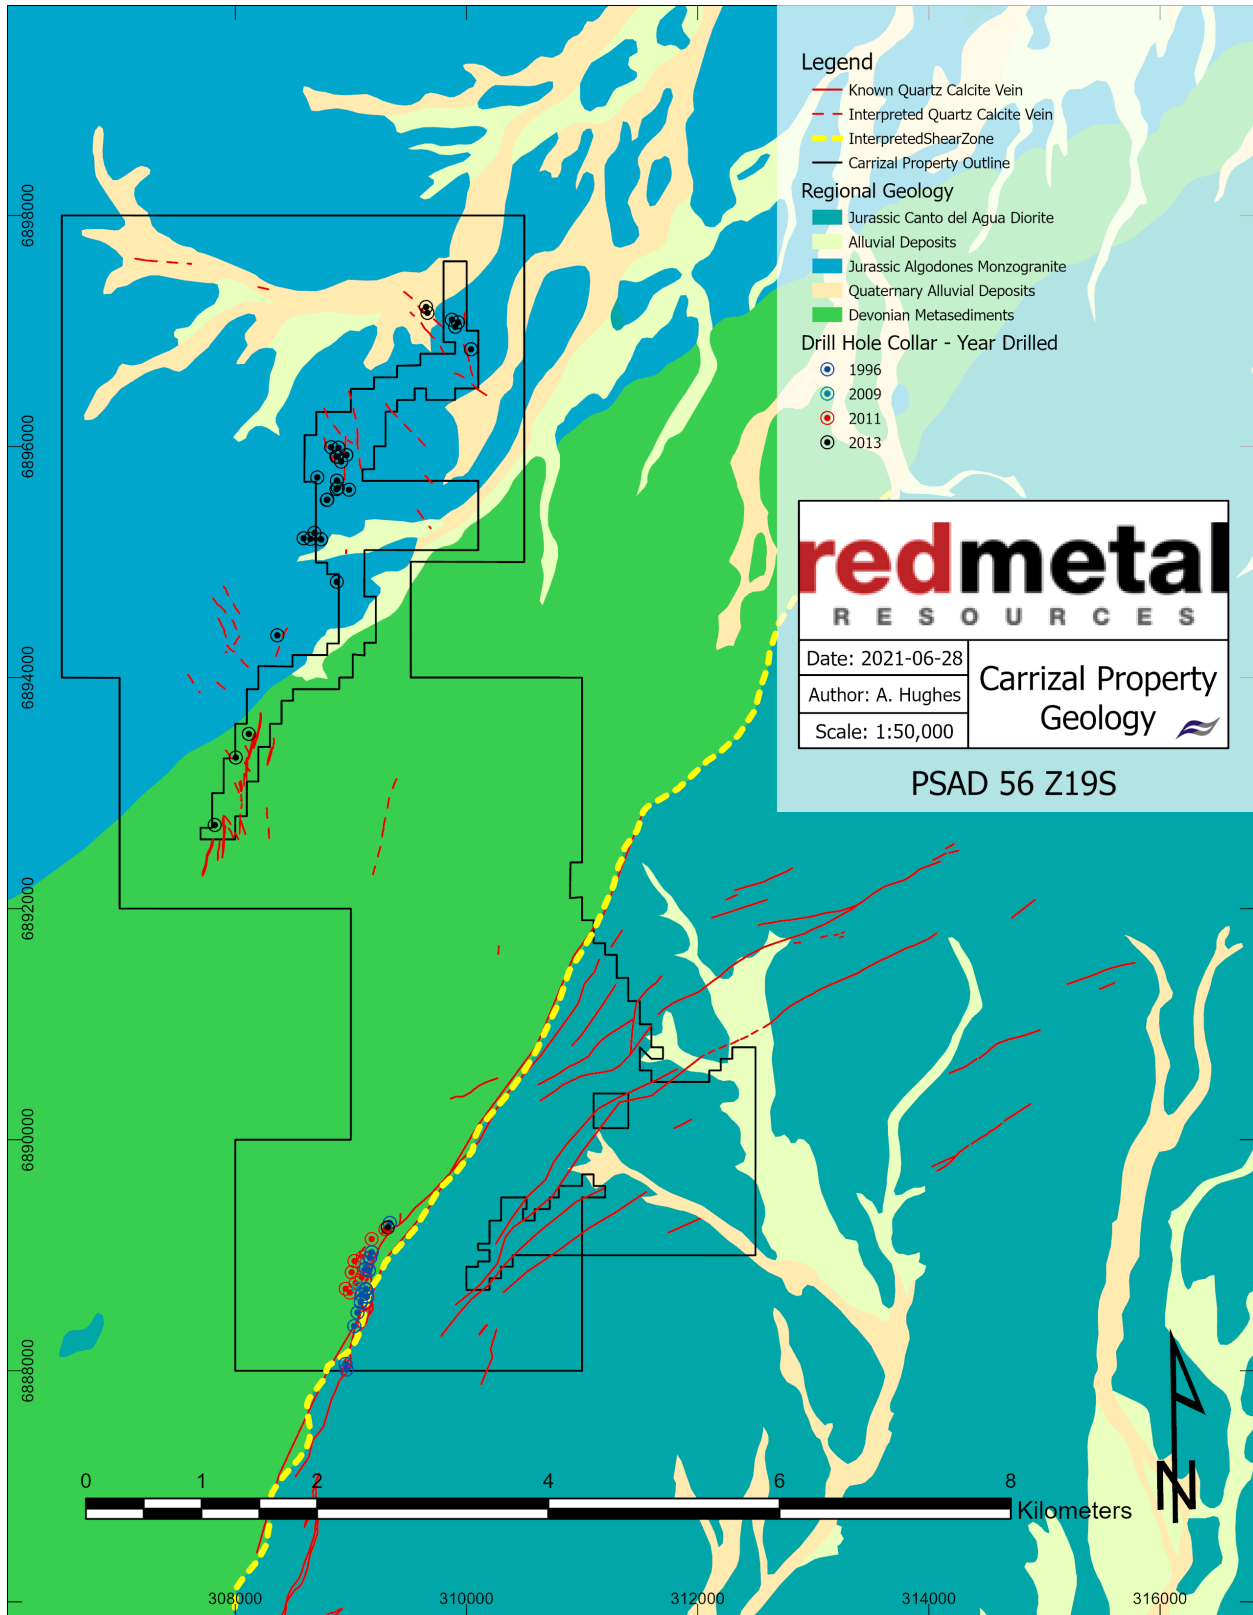 Legend
Known Quartz Calcite Vein
Interpreted Quartz Calcite Vein
InterpretedShearZone
Carrizal Property Outline
Regional Geology
Jurassic Canto del Agua Diorite
Alluvial Deposits
Jurassic Algodones Monzogranite
Quaternary Alluvial Deposits
Devonian Metasediments
Drill Hole Collar - Year Drilled
1996
2009
2011
2013
redmetal
RESOURCES
Date: 2021-06-28
Author: A. Hughes
Scale: 1:50,000
Carrizal Property
Geology
PSAD 56 Z19S
6898000
6896000
6894000
6892000
6890000
6888000
0 1 2 4 6 8
Kilometers
N
308000 310000 312000 314000 316000